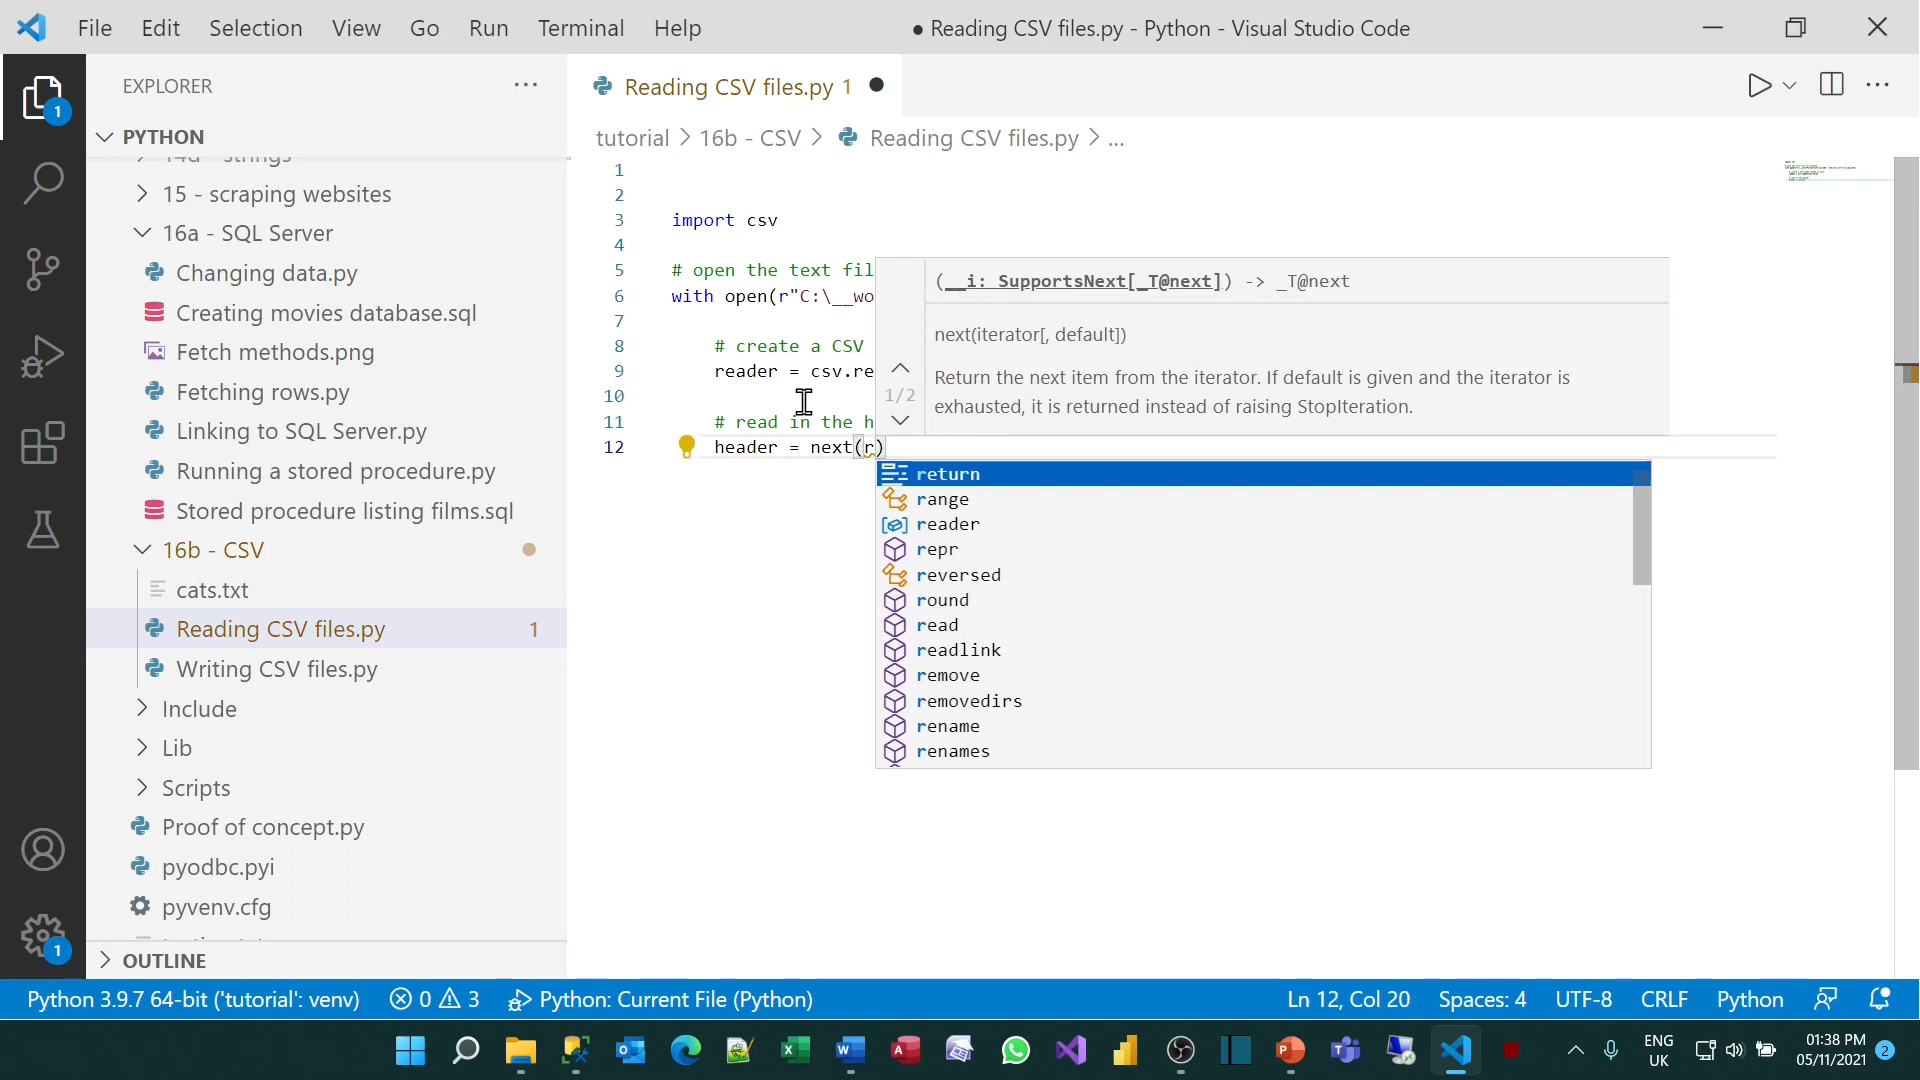 File Edit Selection View Go Run Terminal Help
● Reading CSV files.py - Python - Visual Studio Code
EXPLORER
PYTHON
15 - scraping websites
16a - SQL Server
Changing data.py
Creating movies database.sql
Fetch methods.png
Fetching rows.py
Linking to SQL Server.py
Running a stored procedure.py
Stored procedure listing films.sql
16b - CSV
cats.txt
Reading CSV files.py 1
Writing CSV files.py
Include
Lib
Scripts
Proof of concept.py
pyodbc.pyi
pyvenv.cfg
OUTLINE
1
1
Reading CSV files.py 1
tutorial > 16b - CSV > Reading CSV files.py > ...
1
2
3 import csv
4
5 # open the text fil
6 with open(r"C:\__wo
7
8 # create a CSV
9 reader = csv.re
10
11 # read in the h
12 header = next(r)
(__i: SupportsNext[_T@next]) -> _T@next
next(iterator[, default])
1/2
Return the next item from the iterator. If default is given and the iterator is
exhausted, it is returned instead of raising StopIteration.
return
range
reader
repr
reversed
round
read
readlink
remove
removedirs
rename
renames
Python 3.9.7 64-bit ('tutorial': venv) 0 3 Python: Current File (Python) Ln 12, Col 20 Spaces: 4 UTF-8 CRLF Python
ENG
UK
01:38 PM
05/11/2021
2